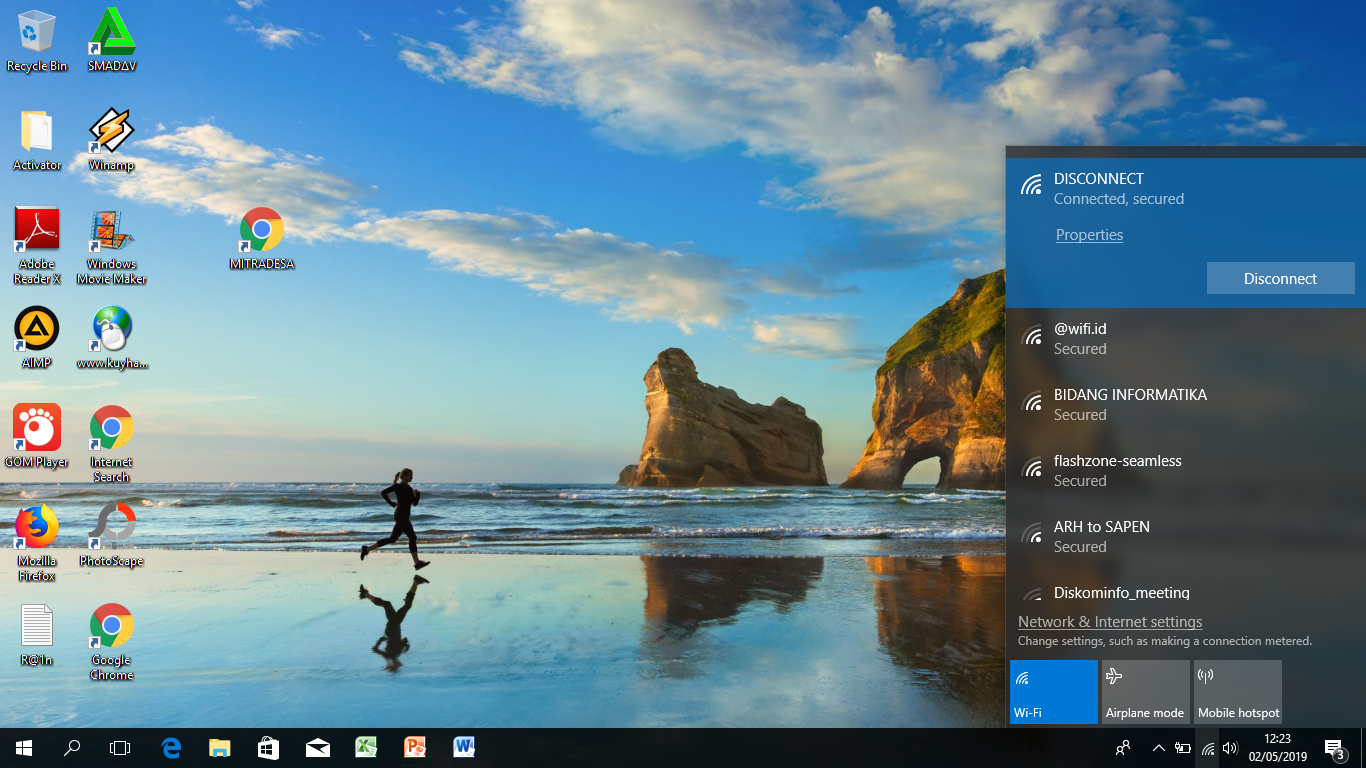 Recycle Bin
SMADΔV
Activator
Winamp
Adobe
Reader X
Windows
Movie Maker
MITRADESA
AIMP
www.kuyha...
GOM Player
Internet
Search
Mozilla
Firefox
PhotoScape
R@1n
Google
Chrome
DISCONNECT
Connected, secured
Properties
Disconnect
@wifi.id
Secured
BIDANG INFORMATIKA
Secured
flashzone-seamless
Secured
ARH to SAPEN
Secured
Diskominfo_meeting
Network & Internet settings
Change settings, such as making a connection metered.
Wi-Fi
Airplane mode
Mobile hotspot
12:23
02/05/2019
3